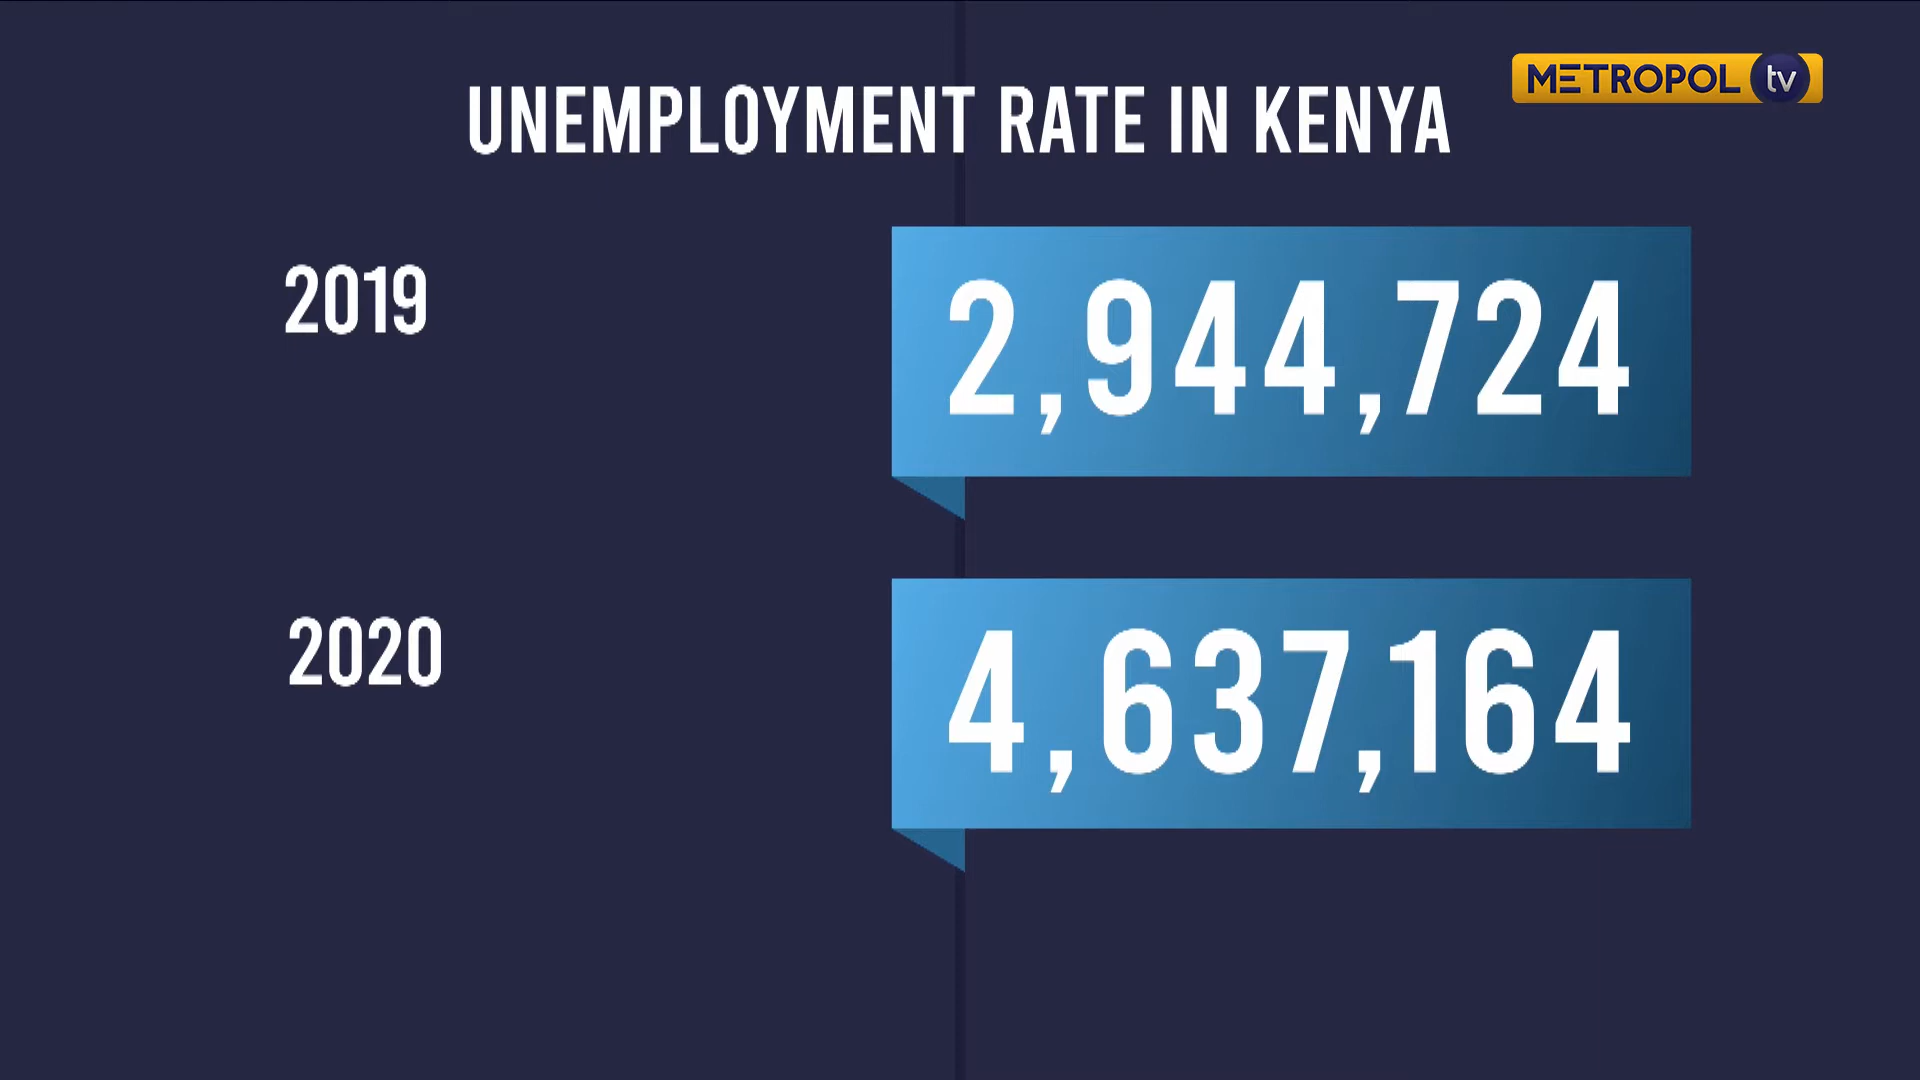 METROPOL tv
UNEMPLOYMENT RATE IN KENYA
2019
2,944,724
2020
4,637,164